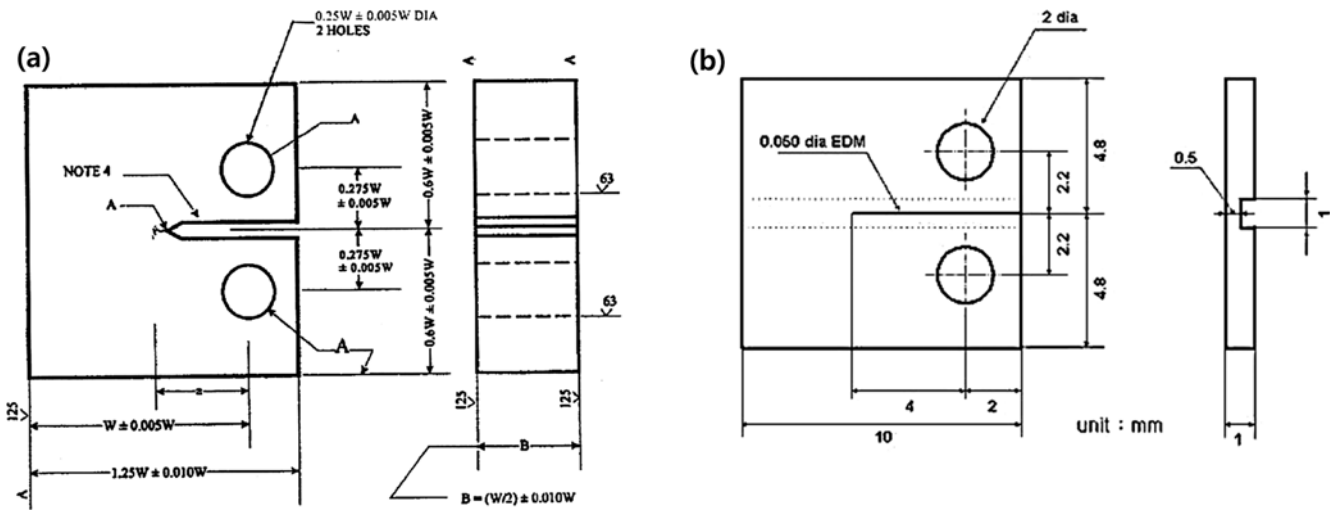 (a)
0.25W ± 0.005W DIA
2 HOLES
A
NOTE 4
A
0.275W
± 0.005W
0.275W
± 0.005W
0.6W ± 0.005W
0.6W ± 0.005W
A
a
W ± 0.005W
1.25W ± 0.010W
125
A
A
A
63
63
125
125
B
B = (W/2) ± 0.010W
(b)
2 dia
0.060 dia EDM
4.8
2.2
2.2
4.8
4
2
10
unit : mm
0.5
1
1